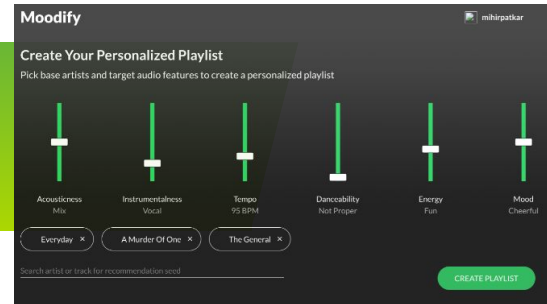 Moodify
mihirpatkar
Create Your Personalized Playlist
Pick base artists and target audio features to create a personalized playlist
Acousticness Instrumentalness Tempo Danceability Energy Mood
Mix Vocal 95 BPM Not Proper Fun Cheerful
Everyday × A Murder Of One × The General ×
Search artist or track for recommendation seed
CREATE PLAYLIST